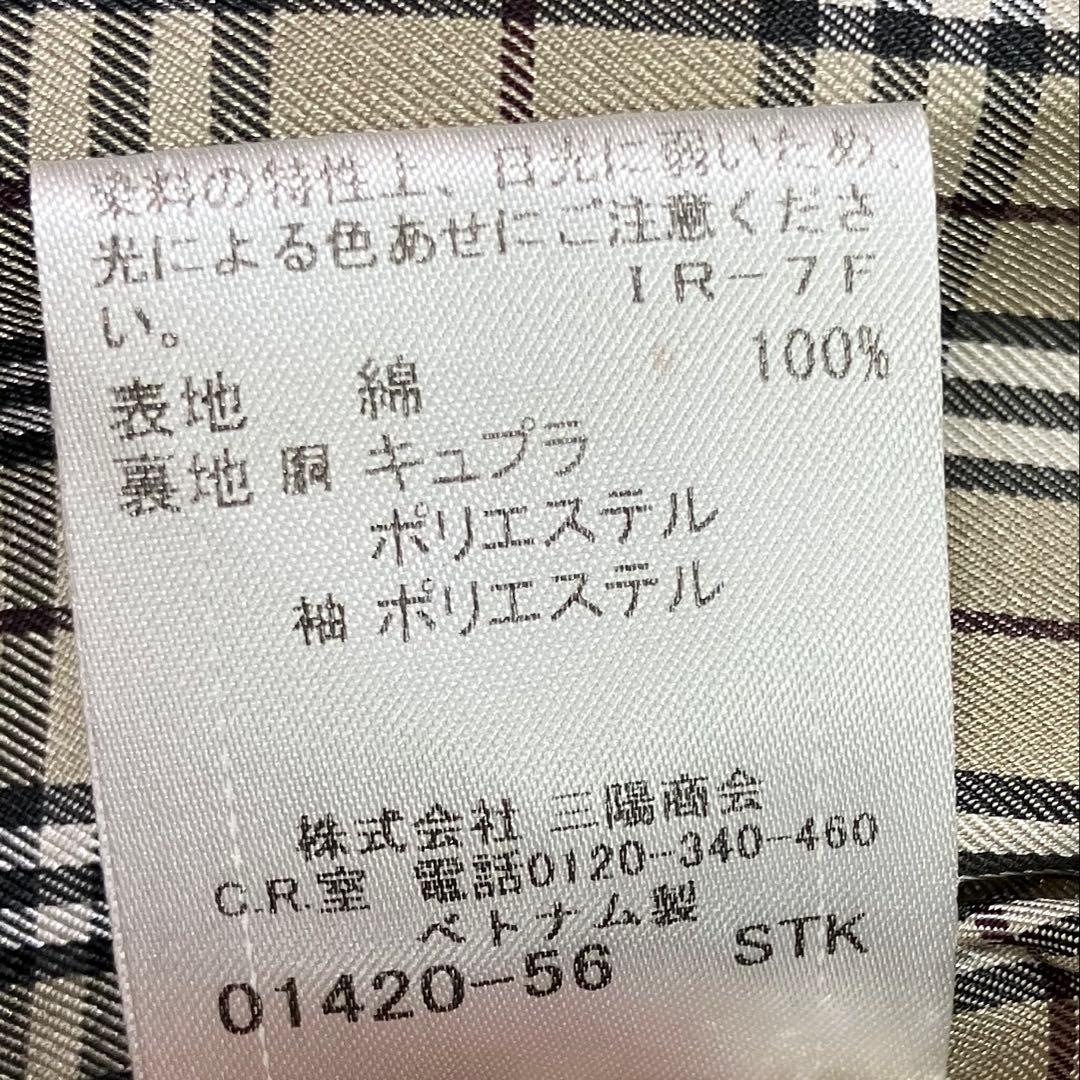 染料の特性上、日光に弱いため、
光による色あせにご注意くださ
い。
IR-7F
表地 綿 100%
裏地 胴 キュプラ
ポリエステル
袖 ポリエステル
株式会社 三陽商会
C.R.室 電話0120-340-460
ベトナム製
01420-56 STK